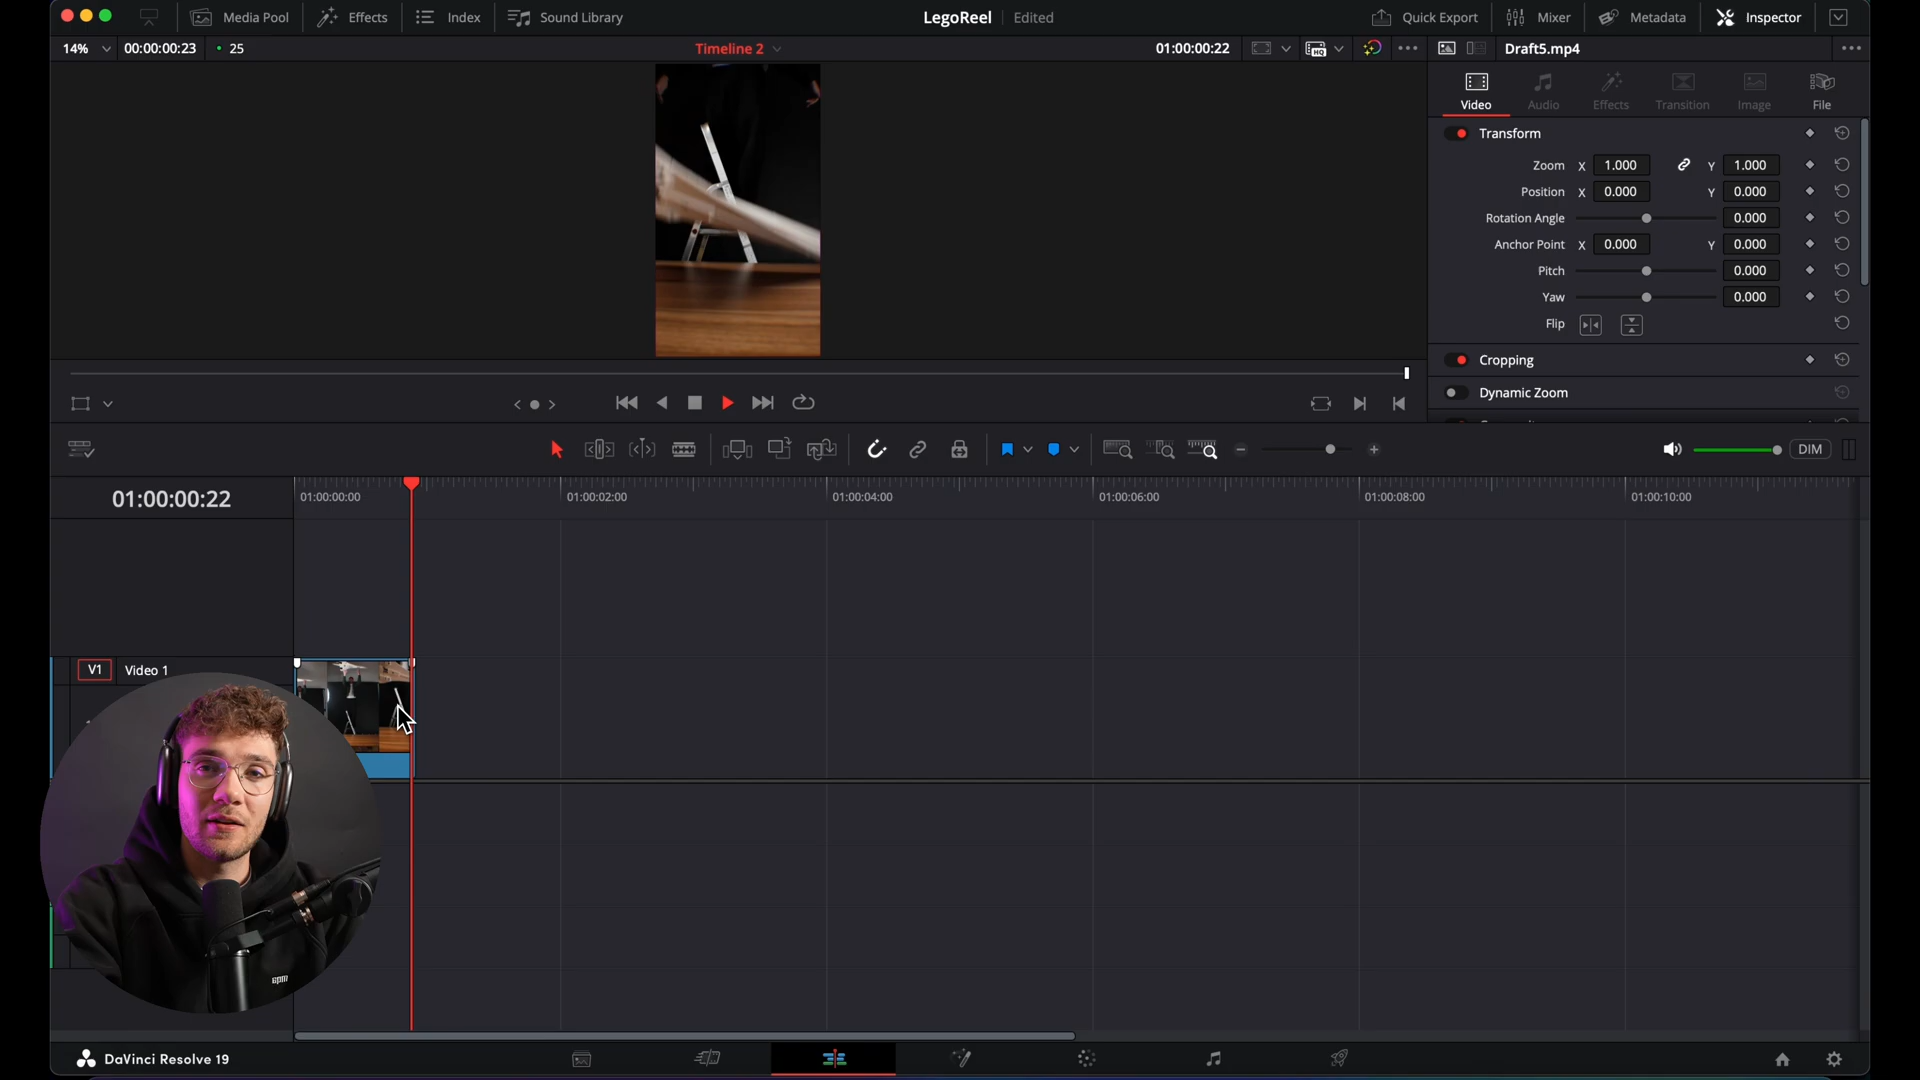 Media Pool
Effects
Index
Sound Library
LegoReel
Edited
Quick Export
Mixer
Metadata
Inspector
14%
00:00:00:23
25
Timeline 2
01:00:00:22
HQ
Draft5.mp4
Video
Audio
Effects
Transition
Image
File
Transform
Zoom X 1.000 Y 1.000
Position X 0.000 Y 0.000
Rotation Angle 0.000
Anchor Point X 0.000 Y 0.000
Pitch 0.000
Yaw 0.000
Flip
Cropping
Dynamic Zoom
DIM
01:00:00:22
01:00:00:00
01:00:02:00
01:00:04:00
01:00:06:00
01:00:08:00
01:00:10:00
V1
Video 1
epm
DaVinci Resolve 19